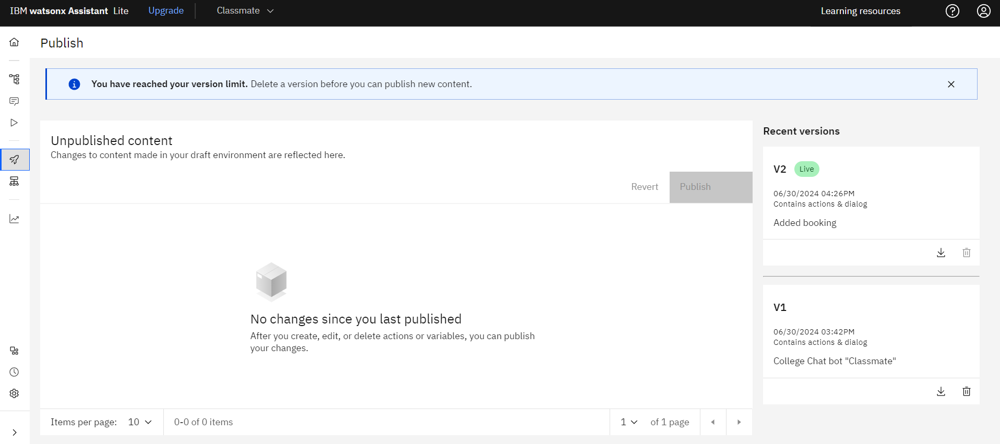 IBM watsonx Assistant Lite Upgrade Classmate Learning resources
Publish
You have reached your version limit. Delete a version before you can publish new content.
Unpublished content
Changes to content made in your draft environment are reflected here.
Revert Publish
No changes since you last published
After you create, edit, or delete actions or variables, you can publish
your changes.
Items per page: 10 0-0 of 0 items 1 of 1 page
Recent versions
V2 Live
06/30/2024 04:26PM
Contains actions & dialog
Added booking
V1
06/30/2024 03:42PM
Contains actions & dialog
College Chat bot "Classmate"